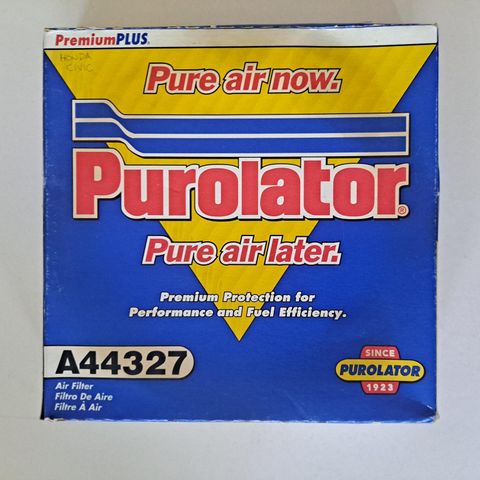 PremiumPLUS.
HONDA
CIVIC
Pure air now.
Purolator®
Pure air later.
Premium Protection for
Performance and Fuel Efficiency.
A44327
Air Filter
Filtro De Aire
Filtre À Air
SINCE
PUROLATOR
1923